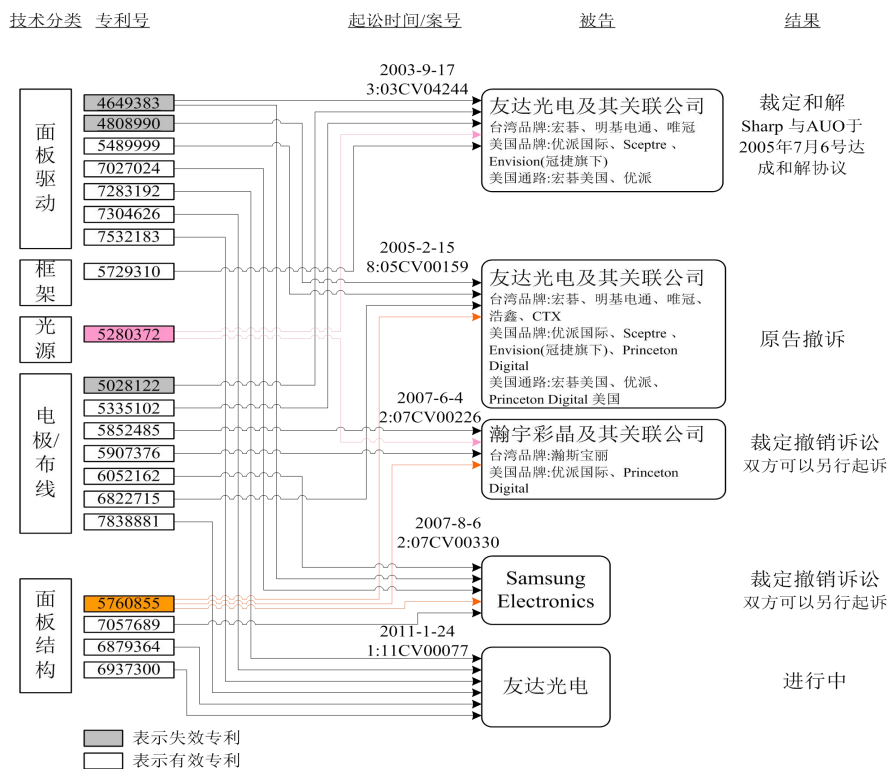 技术分类 专利号 起讼时间/案号 被告 结果
面板驱动
4649383
4808990
5489999
7027024
7283192
7304626
7532183
框架
5729310
光源
5280372
电极/布线
5028122
5335102
5852485
5907376
6052162
6822715
7838881
面板结构
5760855
7057689
6879364
6937300
2003-9-17
3:03CV04244
友达光电及其关联公司
台湾品牌:宏碁、明基电通、唯冠
美国品牌:优派国际、Sceptre 、
Envision(冠捷旗下)
美国通路:宏碁美国、优派
裁定和解
Sharp 与AUO于
2005年7月6号达
成和解协议
2005-2-15
8:05CV00159
友达光电及其关联公司
台湾品牌:宏碁、明基电通、唯冠、
浩鑫、CTX
美国品牌:优派国际、Sceptre 、
Envision(冠捷旗下)、Princeton
Digital
美国通路:宏碁美国、优派、
Princeton Digital 美国
原告撤诉
2007-6-4
2:07CV00226
瀚宇彩晶及其关联公司
台湾品牌:瀚斯宝丽
美国品牌:优派国际、Princeton
Digital
裁定撤销诉讼
双方可以另行起诉
2007-8-6
2:07CV00330
Samsung
Electronics
裁定撤销诉讼
双方可以另行起诉
2011-1-24
1:11CV00077
友达光电
进行中
表示失效专利
表示有效专利